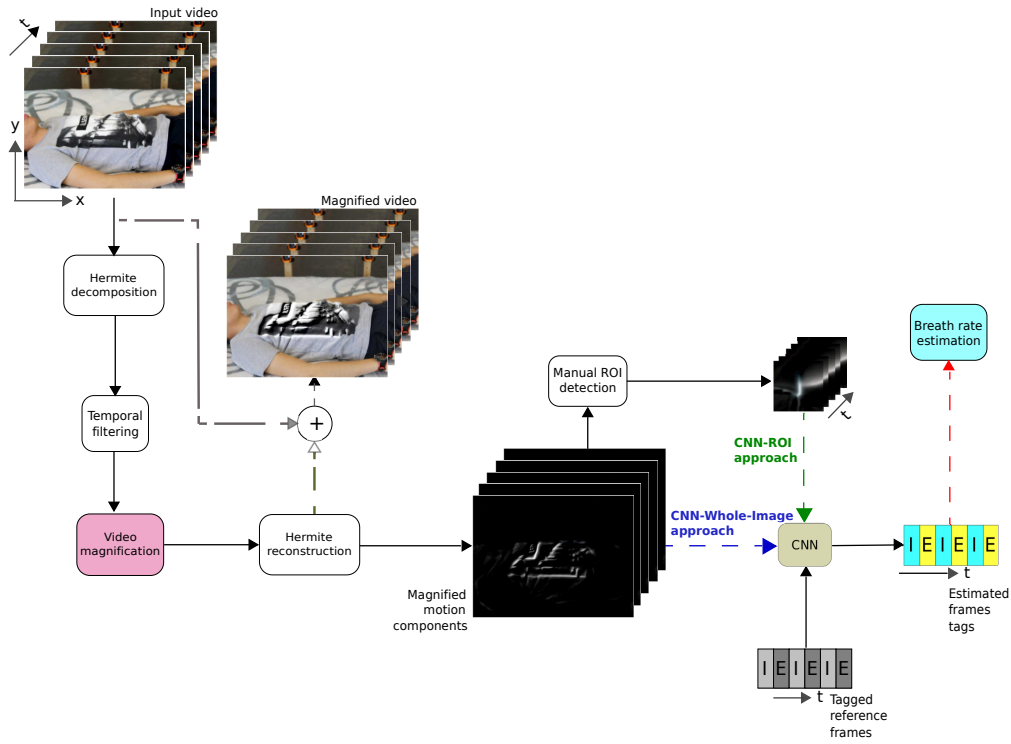 Input video
t
y
x
Magnified video
Hermite
decomposition
Breath rate
estimation
Manual ROI
detection
Temporal
filtering
+
t
CNN-ROI
approach
CNN-Whole-Image
approach
Video
magnification
Hermite
reconstruction
CNN
I E I E I E
t
Magnified
motion
components
Estimated
frames
tags
I E I E I E
t
Tagged
reference
frames